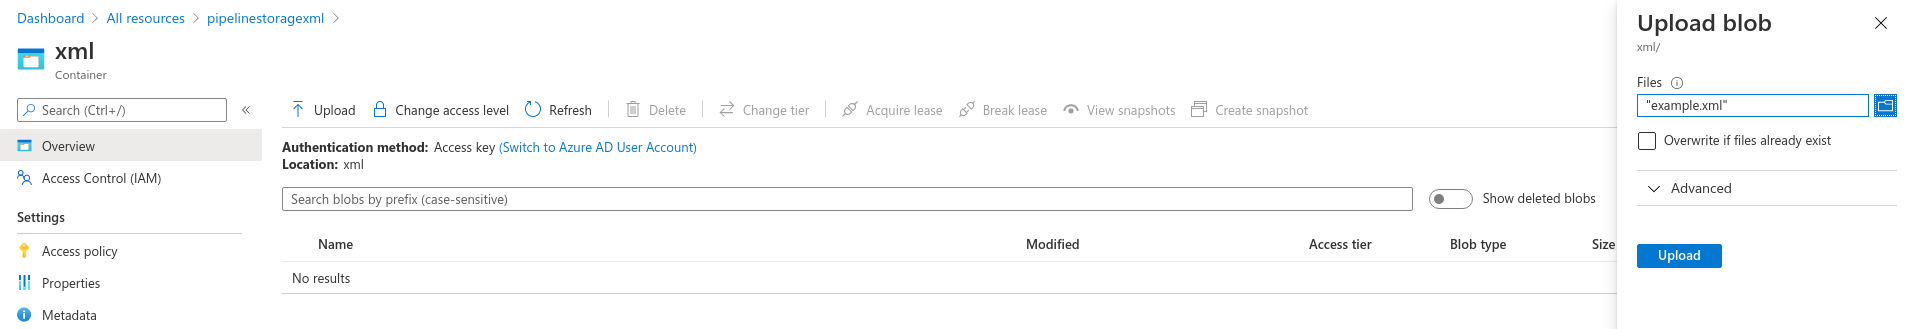 Dashboard > All resources > pipelinestoragexml >
xml
Container
Search (Ctrl+/) «
Overview
Access Control (IAM)
Settings
Access policy
Properties
Metadata
Upload Change access level Refresh Delete Change tier Acquire lease Break lease View snapshots Create snapshot
Authentication method: Access key (Switch to Azure AD User Account)
Location: xml
Search blobs by prefix (case-sensitive) Show deleted blobs
Name Modified Access tier Blob type Size
No results
Upload blob
xml/
Files
"example.xml"
Overwrite if files already exist
Advanced
Upload